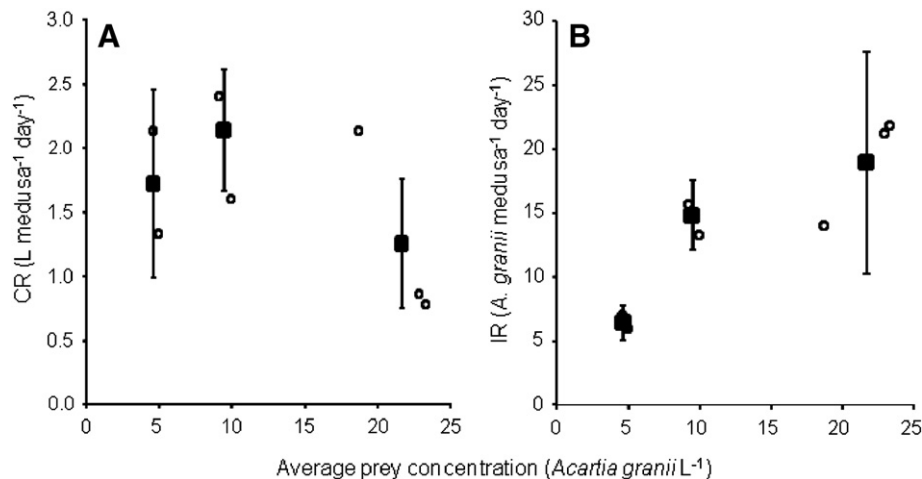 A
B
CR (L medusa⁻¹ day⁻¹)
3.0
2.5
2.0
1.5
1.0
0.5
0.0
0 5 10 15 20 25
IR (A. granii medusa⁻¹ day⁻¹)
30
25
20
15
10
5
0
0 5 10 15 20 25
Average prey concentration (Acartia granii L⁻¹)